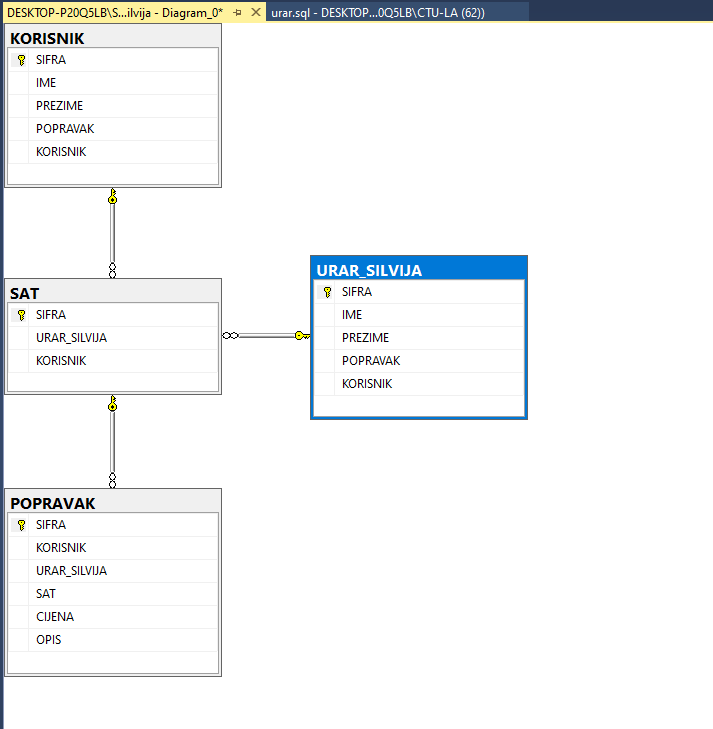 DESKTOP-P20Q5LB\S...ilvija - Diagram_0*
urar.sql - DESKTOP...0Q5LB\CTU-LA (62))
KORISNIK
SIFRA
IME
PREZIME
POPRAVAK
KORISNIK
SAT
SIFRA
URAR_SILVIJA
KORISNIK
URAR_SILVIJA
SIFRA
IME
PREZIME
POPRAVAK
KORISNIK
POPRAVAK
SIFRA
KORISNIK
URAR_SILVIJA
SAT
CIJENA
OPIS